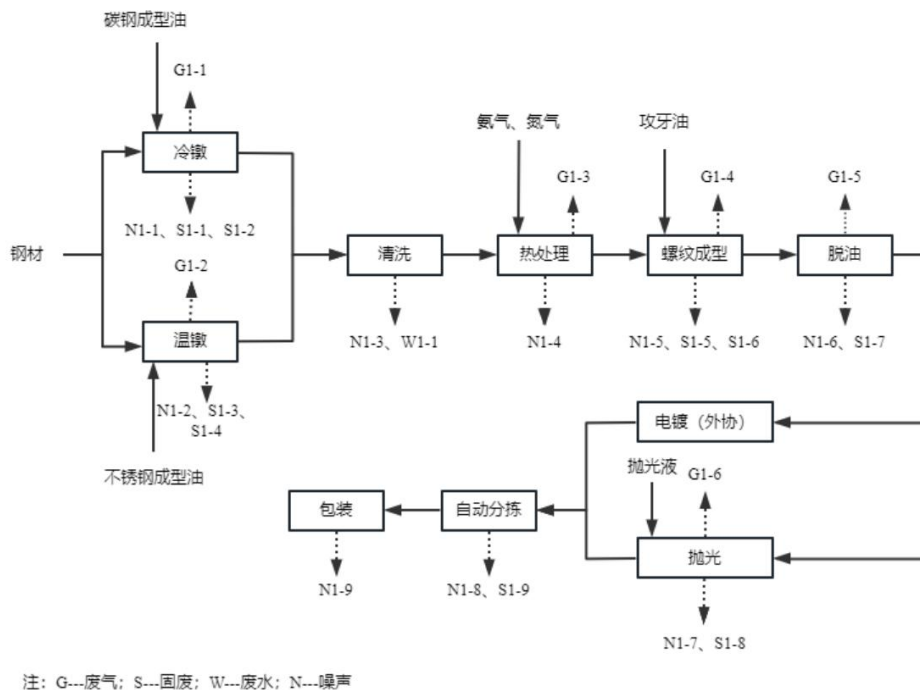 碳钢成型油
G1-1
冷镦
N1-1、S1-1、S1-2
钢材
G1-2
温镦
N1-2、S1-3、
S1-4
不锈钢成型油
清洗
N1-3、W1-1
氨气、氮气
G1-3
热处理
N1-4
攻牙油
G1-4
螺纹成型
N1-5、S1-5、S1-6
G1-5
脱油
N1-6、S1-7
电镀（外协）
抛光液
G1-6
抛光
N1-7、S1-8
自动分拣
N1-8、S1-9
包装
N1-9
注：G---废气；S---固废；W---废水；N---噪声